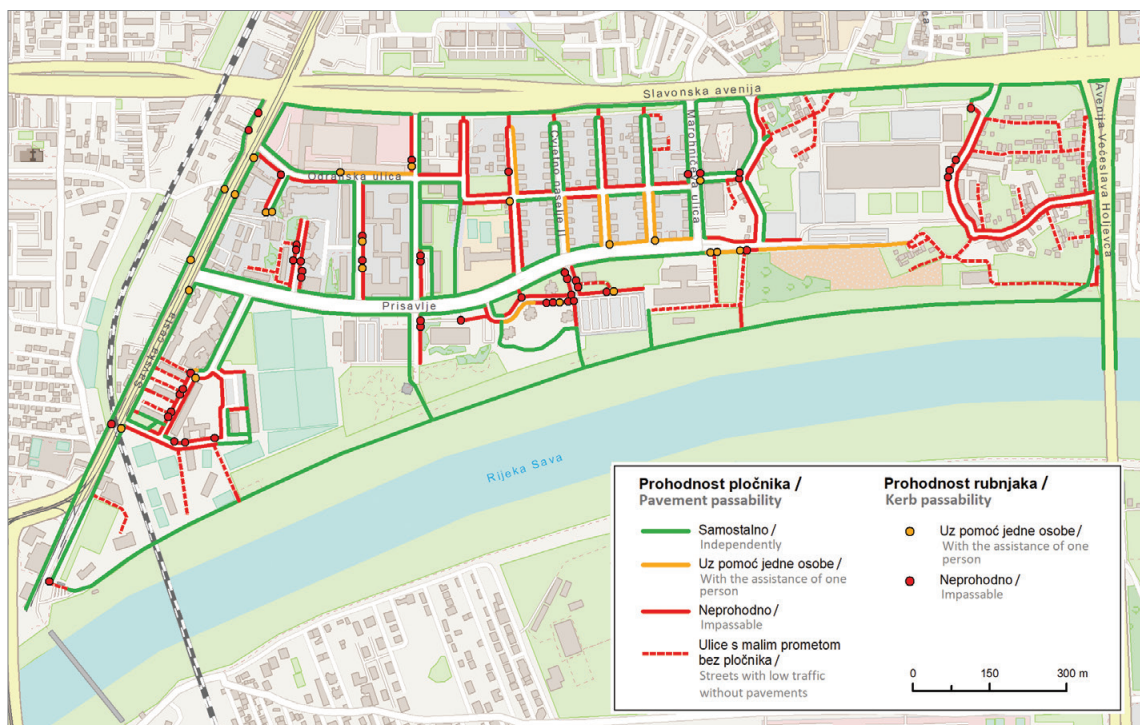 Slavonska avenija
Avenija Većeslava Holjevca
Marohnićeva ulica
Cvjetno naselje II
Odranska ulica
Prisavlje
Savska cesta
Rijeka Sava
Prohodnost pločnika /
Pavement passability
Samostalno /
Independently
Uz pomoć jedne osobe /
With the assistance of one
person
Neprohodno /
Impassable
Ulice s malim prometom
bez pločnika /
Streets with low traffic
without pavements
Prohodnost rubnjaka /
Kerb passability
Uz pomoć jedne osobe /
With the assistance of one
person
Neprohodno /
Impassable
0 150 300 m